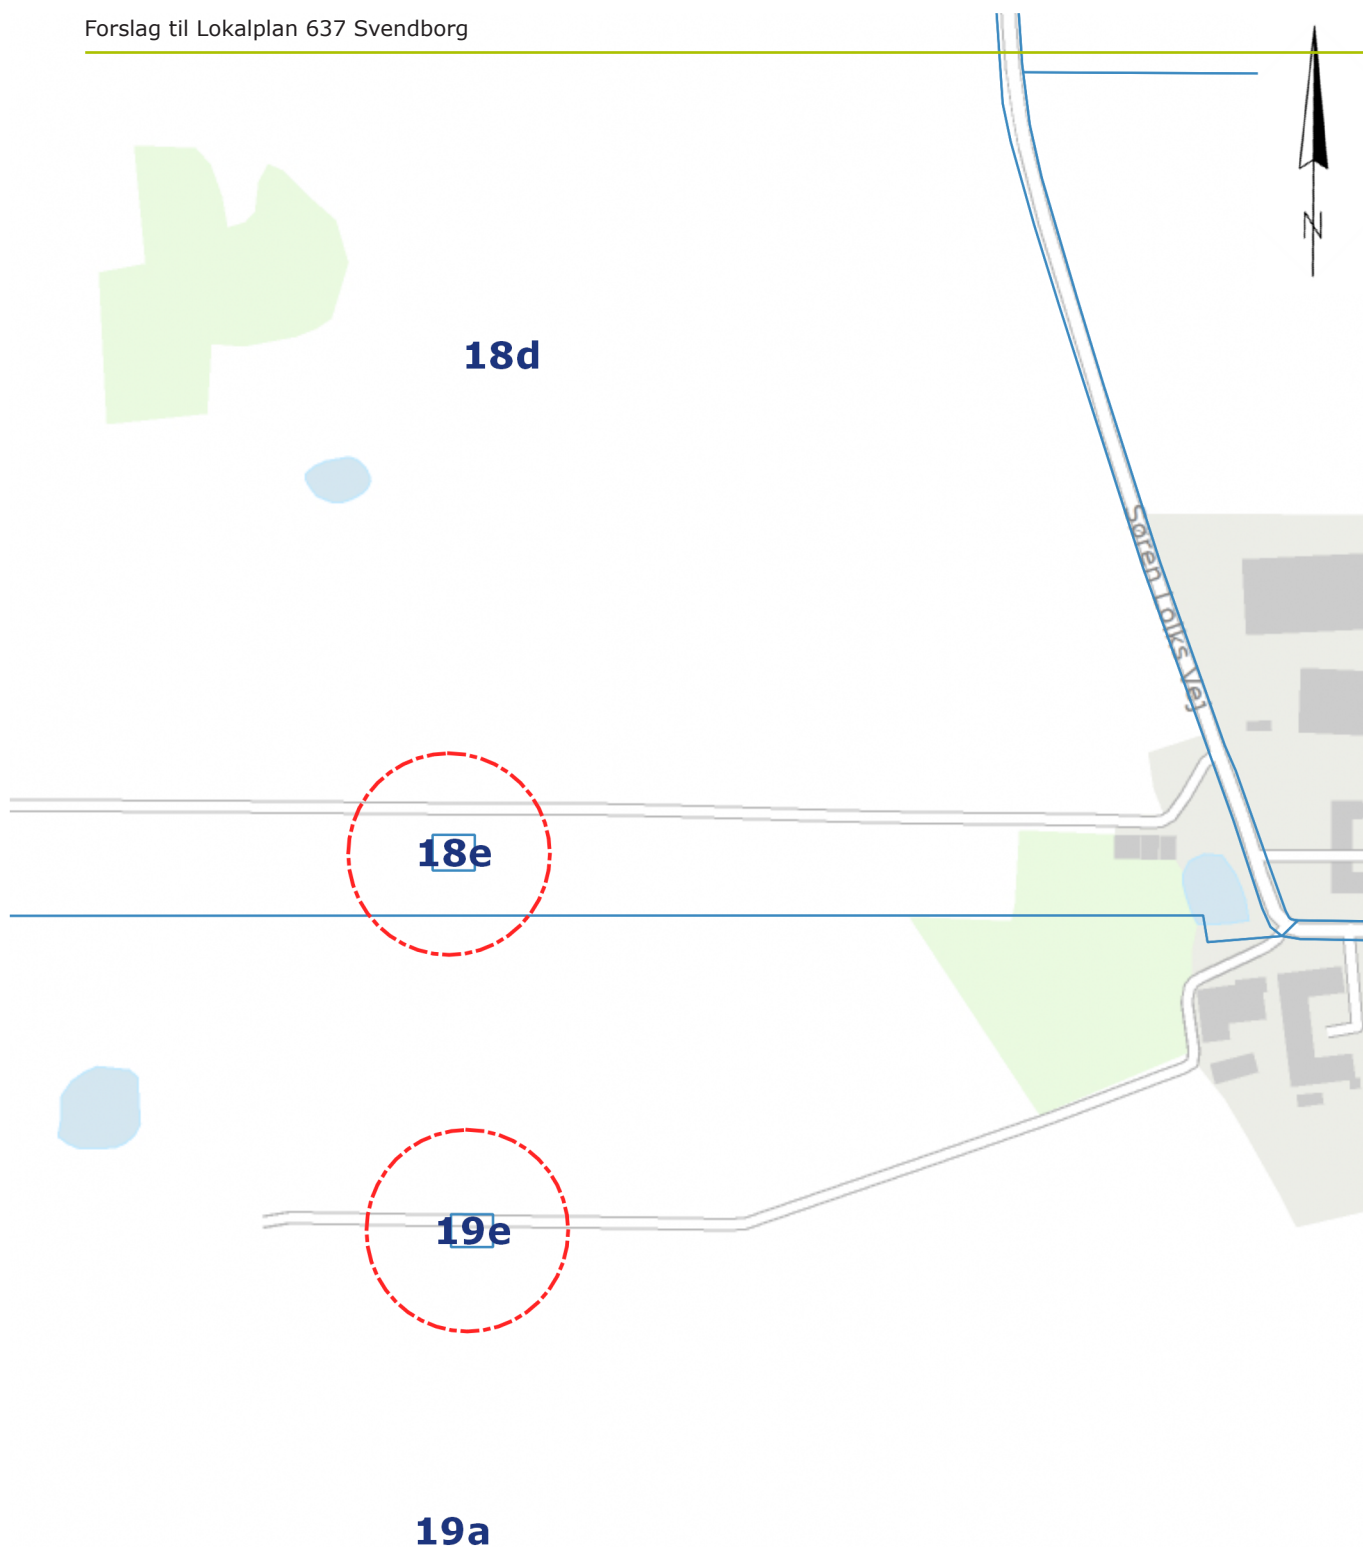 Forslag til Lokalplan 637 Svendborg
N
18d
Søren Lolks Vej
18e
19e
19a